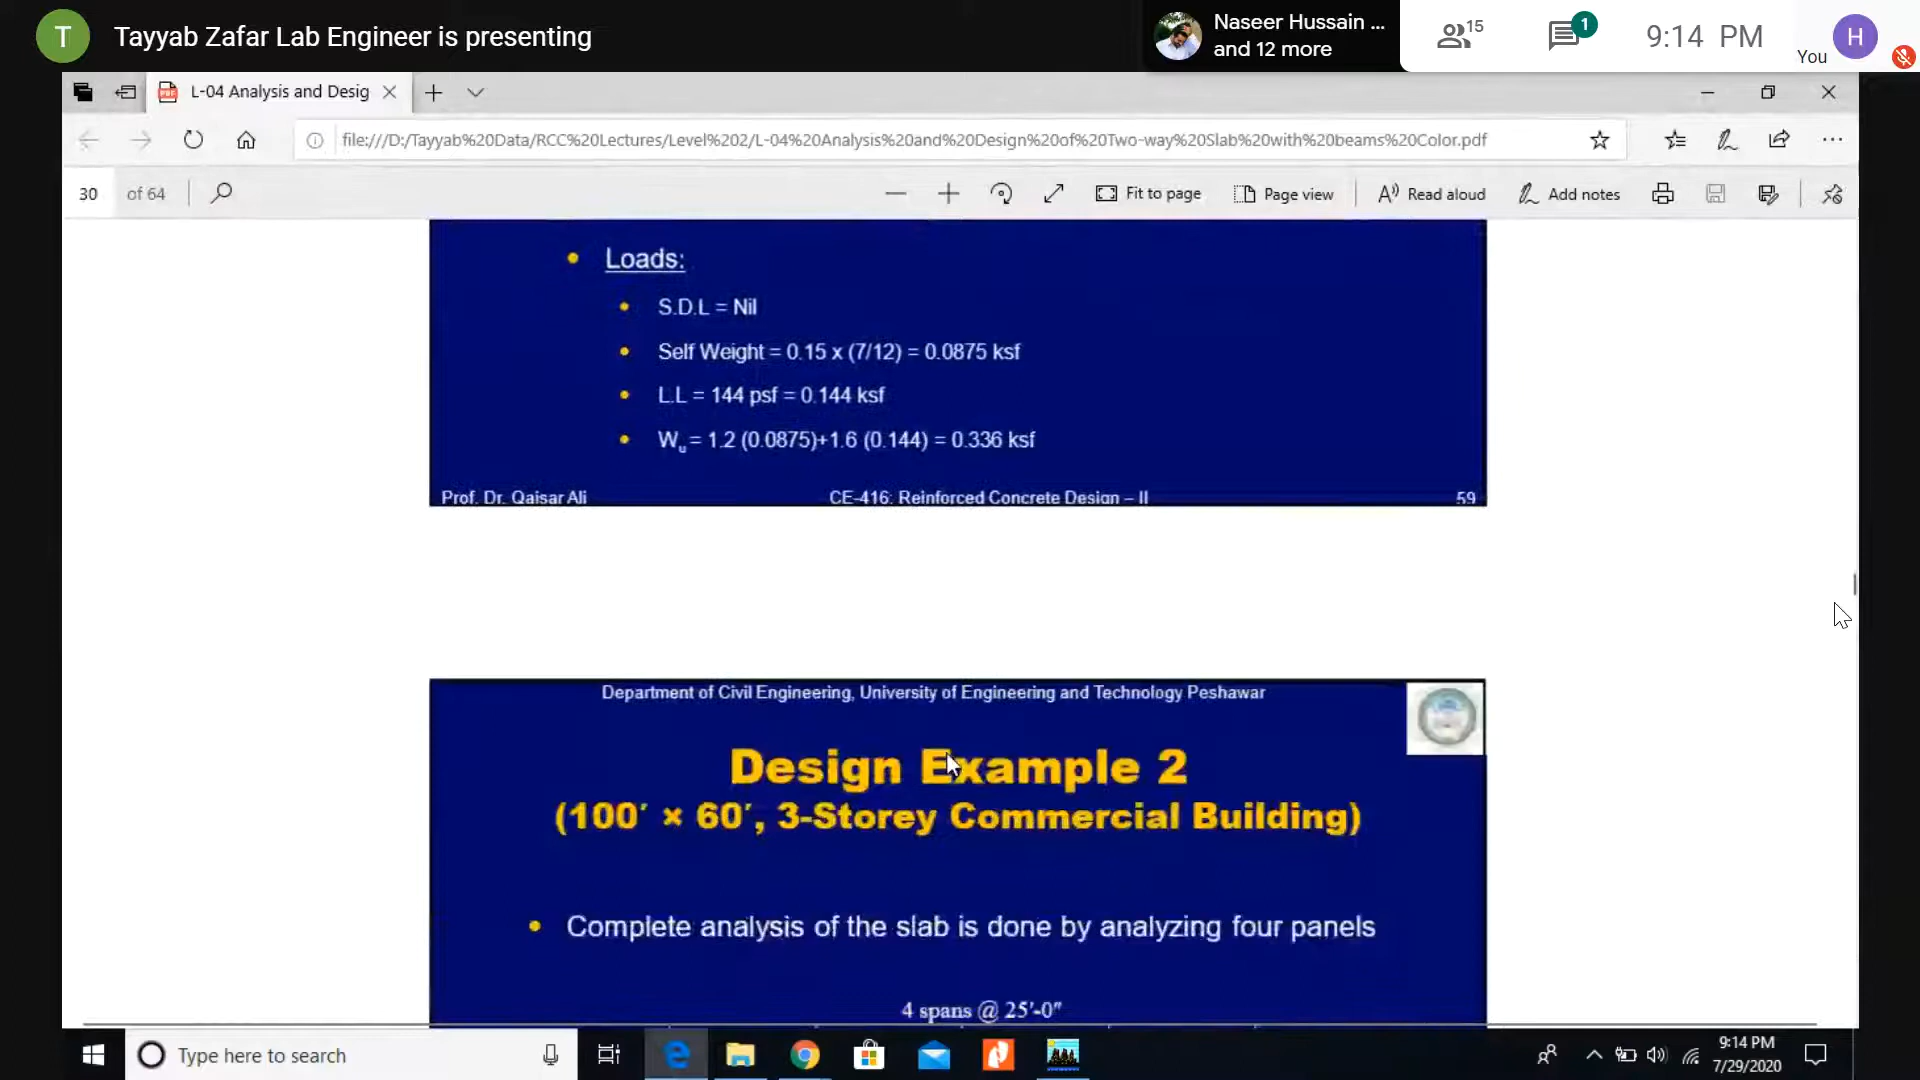 T Tayyab Zafar Lab Engineer is presenting
Naseer Hussain ...
and 12 more
15
1
9:14 PM
You
H
L-04 Analysis and Desig
file:///D:/Tayyab%20Data/RCC%20Lectures/Level%202/L-04%20Analysis%20and%20Design%20of%20Two-way%20Slab%20with%20beams%20Color.pdf
30 of 64
Fit to page
Page view
Read aloud
Add notes
Loads:
S.D.L = Nil
Self Weight = 0.15 x (7/12) = 0.0875 ksf
L.L = 144 psf = 0.144 ksf
Wu = 1.2 (0.0875)+1.6 (0.144) = 0.336 ksf
Prof. Dr. Qaisar Ali
CE-416: Reinforced Concrete Design – II
59
Department of Civil Engineering, University of Engineering and Technology Peshawar
Design Example 2
(100′ × 60′, 3-Storey Commercial Building)
Complete analysis of the slab is done by analyzing four panels
4 spans @ 25′-0″
Type here to search
9:14 PM
7/29/2020